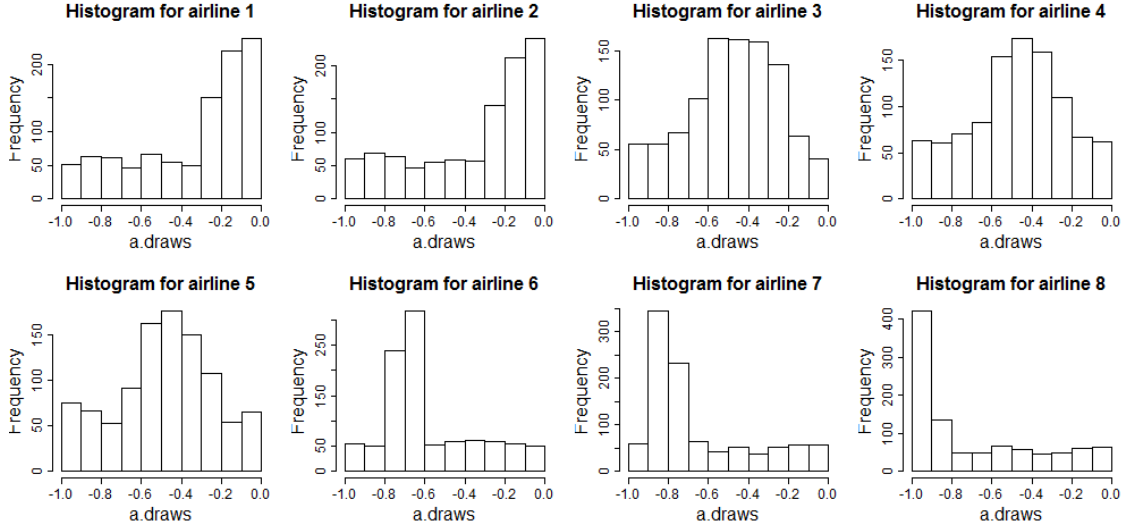 Histogram for airline 1
Frequency
0 50 100 200
-1.0 -0.8 -0.6 -0.4 -0.2 0.0
a.draws
Histogram for airline 2
Frequency
0 50 100 200
-1.0 -0.8 -0.6 -0.4 -0.2 0.0
a.draws
Histogram for airline 3
Frequency
0 50 100 150
-1.0 -0.8 -0.6 -0.4 -0.2 0.0
a.draws
Histogram for airline 4
Frequency
0 50 100 150
-1.0 -0.8 -0.6 -0.4 -0.2 0.0
a.draws
Histogram for airline 5
Frequency
0 50 100 150
-1.0 -0.8 -0.6 -0.4 -0.2 0.0
a.draws
Histogram for airline 6
Frequency
0 50 150 250
-1.0 -0.8 -0.6 -0.4 -0.2 0.0
a.draws
Histogram for airline 7
Frequency
0 100 200 300
-1.0 -0.8 -0.6 -0.4 -0.2 0.0
a.draws
Histogram for airline 8
Frequency
0 100 200 300 400
-1.0 -0.8 -0.6 -0.4 -0.2 0.0
a.draws